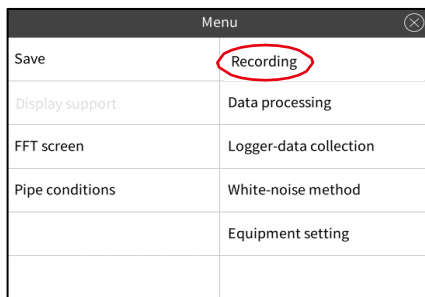 Menu
Save
Recording
Display support
Data processing
FFT screen
Logger-data collection
Pipe conditions
White-noise method
Equipment setting